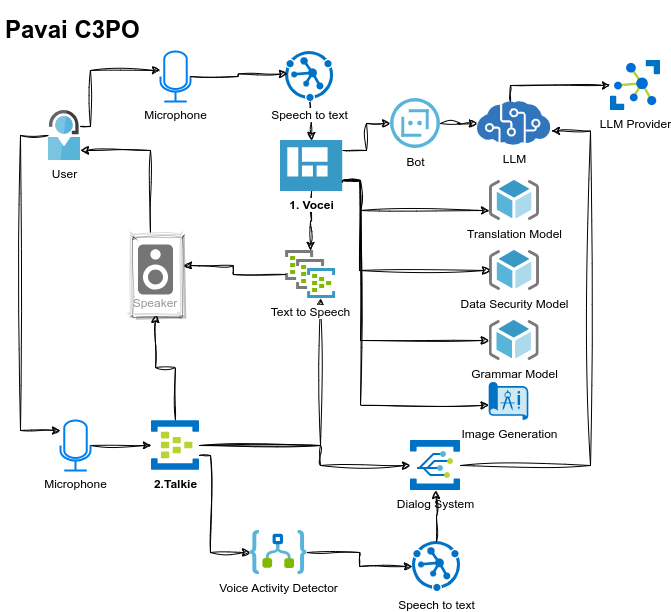 Pavai C3PO
Microphone
Speech to text
LLM Provider
User
1. Vocei
Bot
LLM
Translation Model
Speaker
Text to Speech
Data Security Model
Grammar Model
Ai
Image Generation
Microphone
2.Talkie
Dialog System
Voice Activity Detector
Speech to text